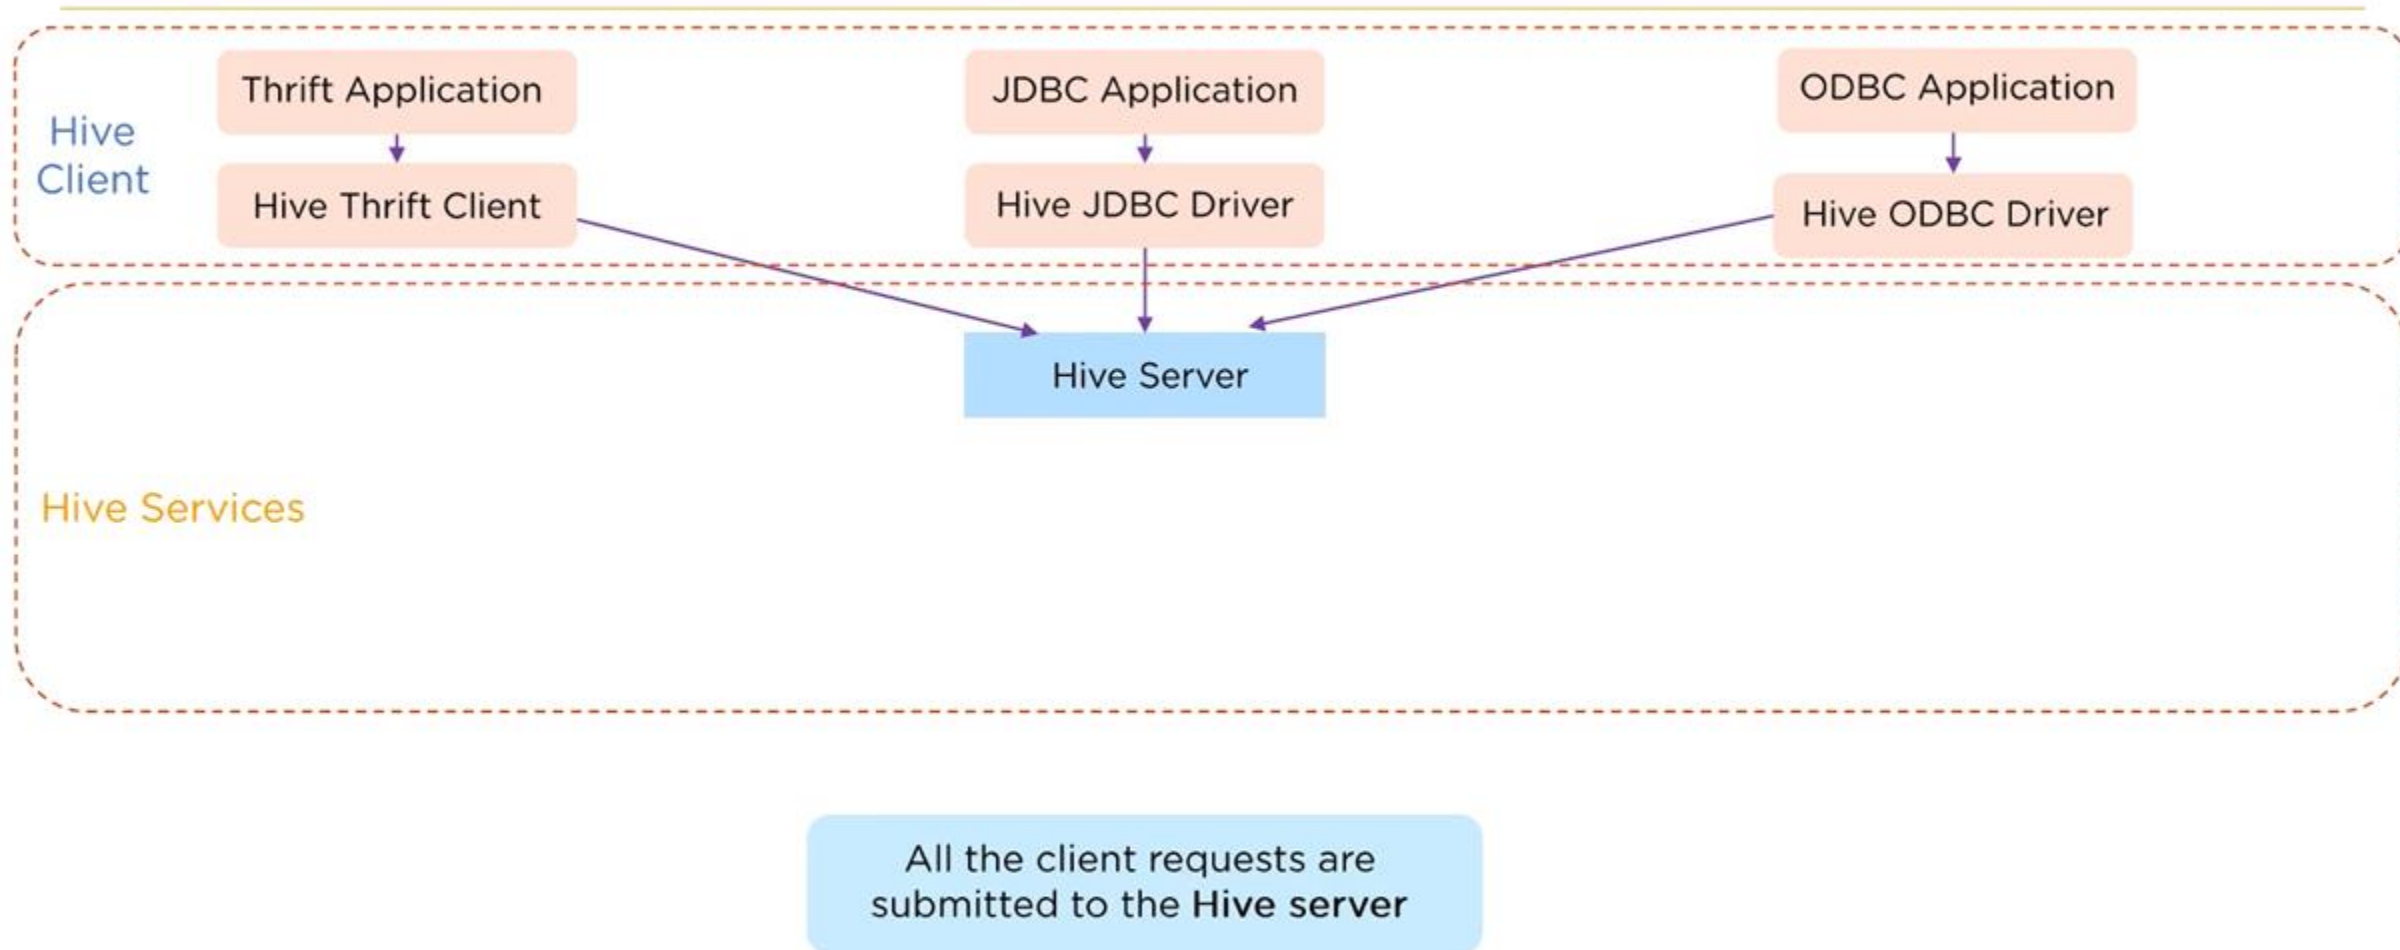 Thrift Application
JDBC Application
ODBC Application
Hive
Client
Hive Thrift Client
Hive JDBC Driver
Hive ODBC Driver
Hive Server
Hive Services
All the client requests are
submitted to the Hive server